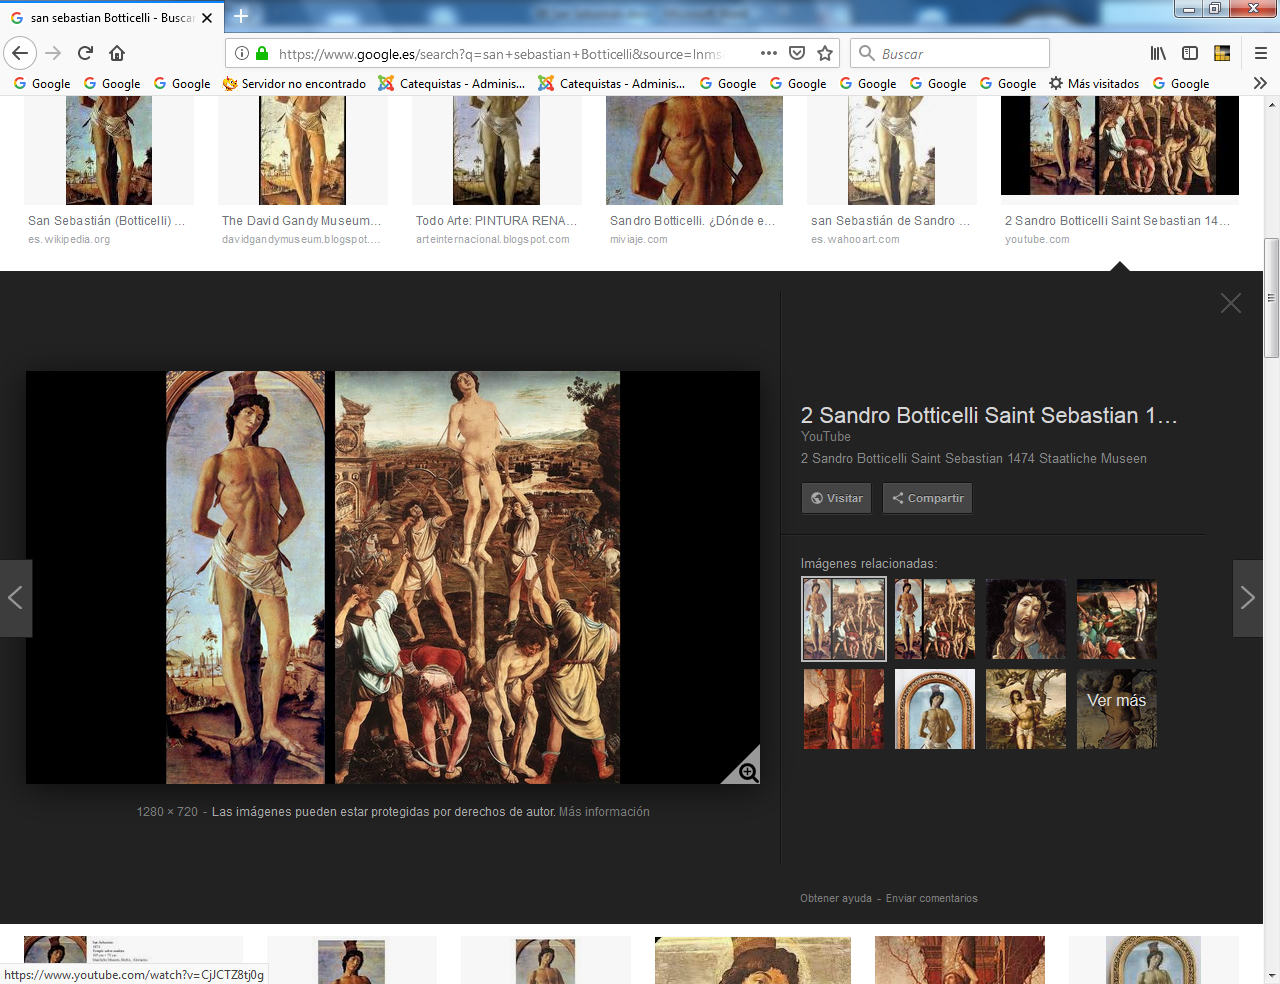 san sebastian Botticelli - Buscar
https://www.google.es/search?q=san+sebastian+Botticelli&source=lnms
Buscar
Google
Google
Google
Servidor no encontrado
Catequistas - Adminis...
Catequistas - Adminis...
Google
Google
Google
Google
Google
Más visitados
Google
San Sebastián (Botticelli) ...
es.wikipedia.org
The David Gandy Museum...
davidgandymuseum.blogspot....
Todo Arte: PINTURA RENA...
arteinternacional.blogspot.com
Sandro Botticelli. ¿Dónde e...
miviaje.com
san Sebastián de Sandro ...
es.wahooart.com
2 Sandro Botticelli Saint Sebastian 14...
youtube.com
2 Sandro Botticelli Saint Sebastian 1...
YouTube
2 Sandro Botticelli Saint Sebastian 1474 Staatliche Museen
Visitar
Compartir
Imágenes relacionadas:
Ver más
1280 × 720 - Las imágenes pueden estar protegidas por derechos de autor. Más información
Obtener ayuda - Enviar comentarios
https://www.youtube.com/watch?v=CjJCTZ8tj0g